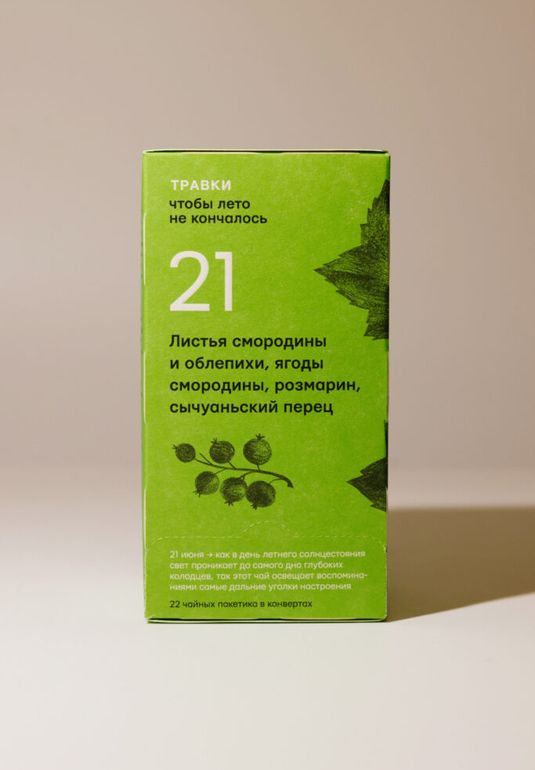 ТРАВКИ
чтобы лето
не кончалось
21
Листья смородины
и облепихи, ягоды
смородины, розмарин,
сычуаньский перец
21 июня → как в день летнего солнцестояния
свет проникает до самого дна глубоких
колодцев, так этот чай освещает воспомина-
ниями самые дальние уголки настроения
22 чайных пакетика в конвертах